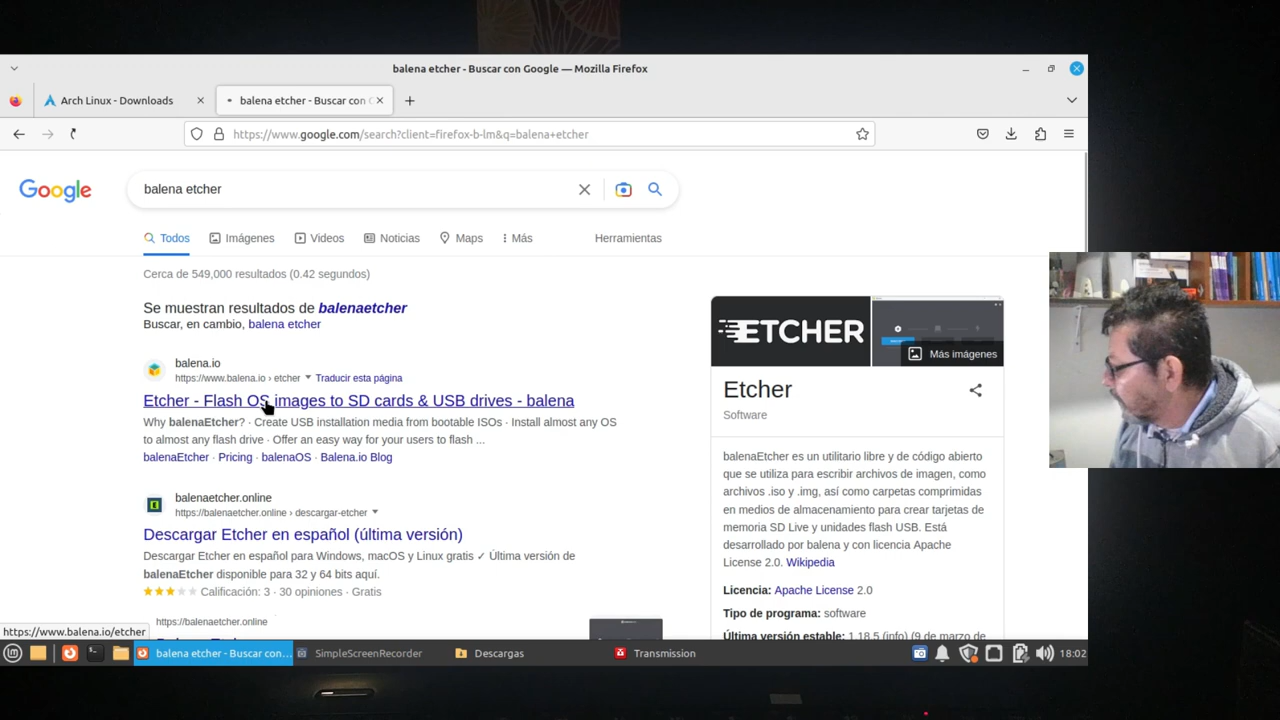 balena etcher - Buscar con Google — Mozilla Firefox
Arch Linux - Downloads
balena etcher - Buscar con G
https://www.google.com/search?client=firefox-b-lm&q=balena+etcher
Google
balena etcher
Todos
Imágenes
Videos
Noticias
Maps
Más
Herramientas
Cerca de 549,000 resultados (0.42 segundos)
Se muestran resultados de balenaetcher
Buscar, en cambio, balena etcher
balena.io
https://www.balena.io › etcher
Traducir esta página
Etcher - Flash OS images to SD cards & USB drives - balena
Why balenaEtcher? · Create USB installation media from bootable ISOs · Install almost any OS
to almost any flash drive · Offer an easy way for your users to flash ...
balenaEtcher · Pricing · balenaOS · Balena.io Blog
balenaetcher.online
https://balenaetcher.online › descargar-etcher
Descargar Etcher en español (última versión)
Descargar Etcher en español para Windows, macOS y Linux gratis ✓ Última versión de
balenaEtcher disponible para 32 y 64 bits aquí.
Calificación: 3 · 30 opiniones · Gratis
https://balenaetcher.online
ETCHER
Más imágenes
Etcher
Software
balenaEtcher es un utilitario libre y de código abierto
que se utiliza para escribir archivos de imagen, como
archivos .iso y .img, así como carpetas comprimidas
en medios de almacenamiento para crear tarjetas de
memoria SD Live y unidades flash USB. Está
desarrollado por balena y con licencia Apache
License 2.0. Wikipedia
Licencia: Apache License 2.0
Tipo de programa: software
Última versión estable: 1.18.5 (info) (9 de marzo de
https://www.balena.io/etcher
balena etcher - Buscar con...
SimpleScreenRecorder
Descargas
Transmission
18:02